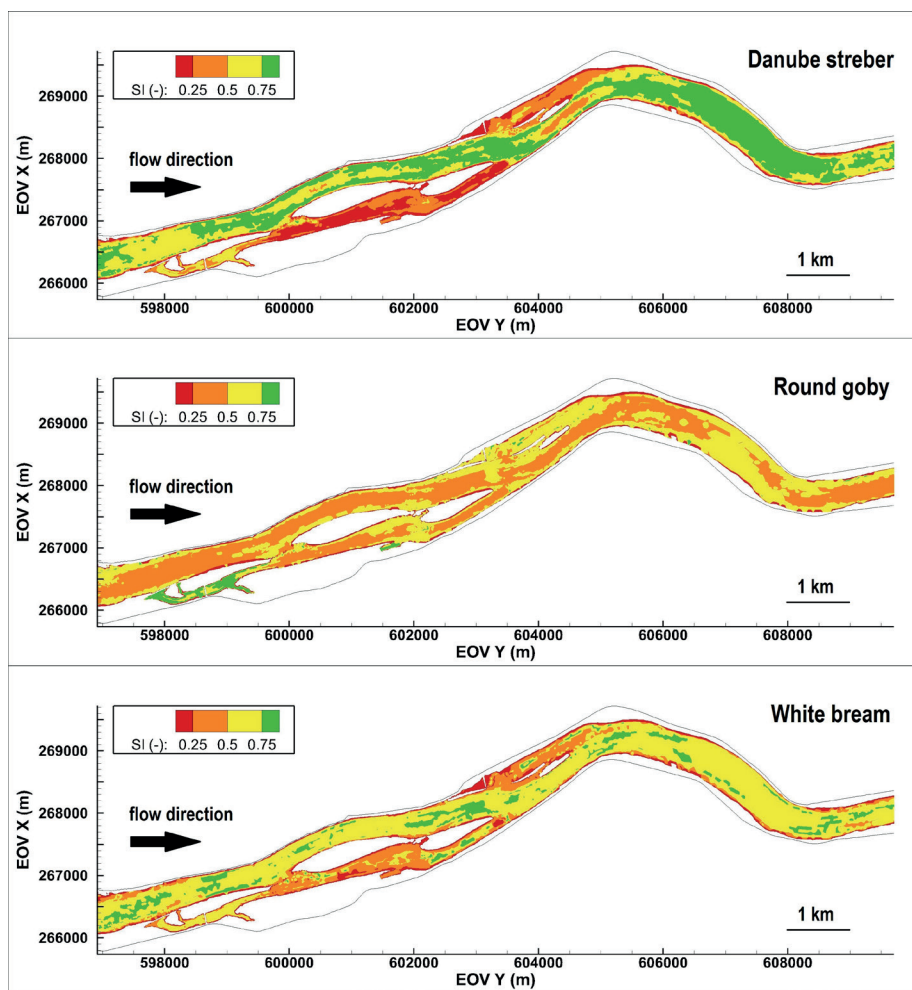 Danube streber
SI (-): 0.25 0.5 0.75
269000
flow direction
268000
EOV X (m)
267000
266000
1 km
598000 600000 602000 604000 606000 608000
EOV Y (m)
Round goby
SI (-): 0.25 0.5 0.75
269000
flow direction
268000
EOV X (m)
267000
266000
1 km
598000 600000 602000 604000 606000 608000
EOV Y (m)
White bream
SI (-): 0.25 0.5 0.75
269000
flow direction
268000
EOV X (m)
267000
266000
1 km
598000 600000 602000 604000 606000 608000
EOV Y (m)